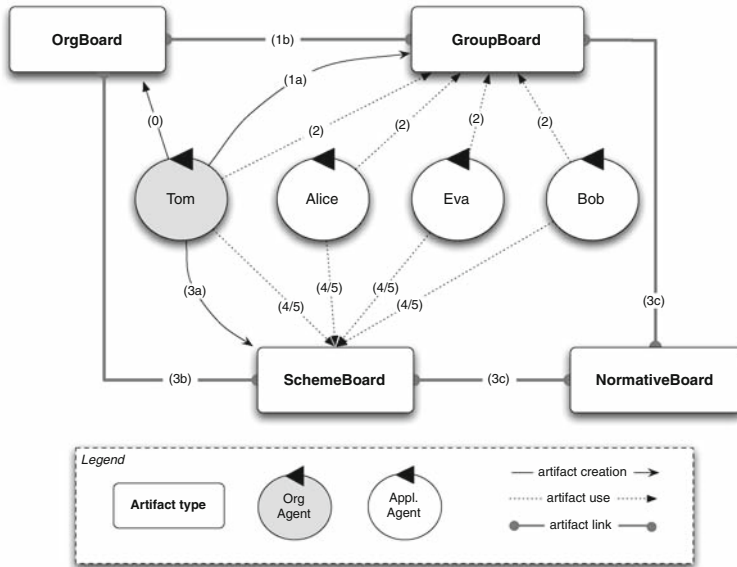 OrgBoard
(1b)
GroupBoard
(1a)
(0)
(2)
(2)
(2)
(2)
Tom
Alice
Eva
Bob
(3a)
(4/5)
(4/5)
(4/5)
(4/5)
(3c)
(3b)
SchemeBoard
(3c)
NormativeBoard
Legend
Artifact type
Org
Agent
Appl.
Agent
artifact creation
artifact use
artifact link